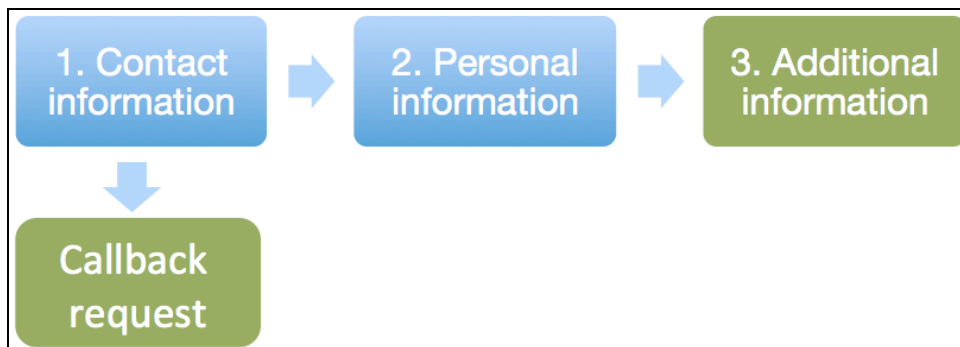 1. Contact
information
2. Personal
information
3. Additional
information
Callback
request